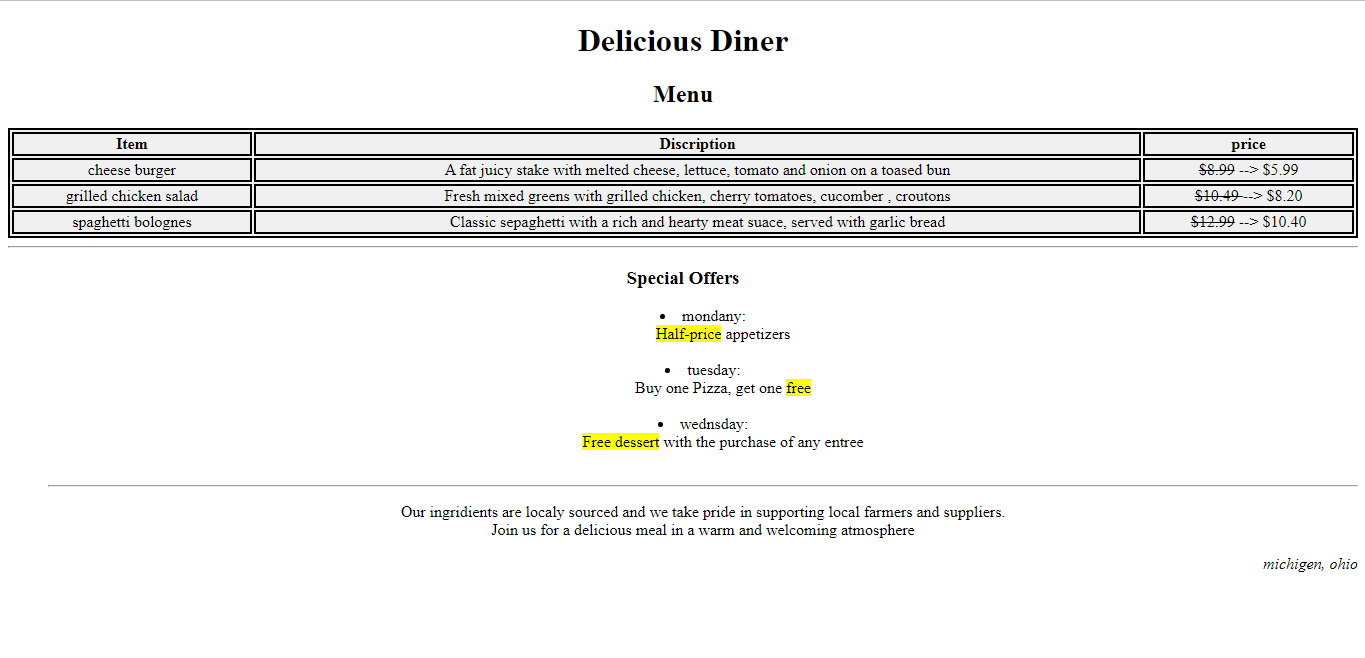 Delicious Diner
Menu
Item Discription price
cheese burger A fat juicy stake with melted cheese, lettuce, tomato and onion on a toased bun $8.99 --> $5.99
grilled chicken salad Fresh mixed greens with grilled chicken, cherry tomatoes, cucomber , croutons $10.49 --> $8.20
spaghetti bolognes Classic sepaghetti with a rich and hearty meat suace, served with garlic bread $12.99 --> $10.40
Special Offers
• mondany:
Half-price appetizers
• tuesday:
Buy one Pizza, get one free
• wednsday:
Free dessert with the purchase of any entree
Our ingridients are localy sourced and we take pride in supporting local farmers and suppliers.
Join us for a delicious meal in a warm and welcoming atmosphere
michigen, ohio